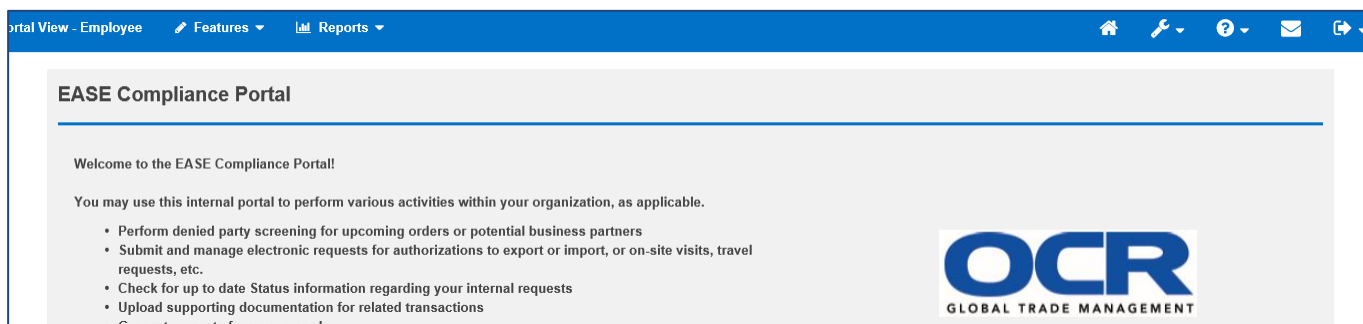 View - Employee Features Reports
EASE Compliance Portal
Welcome to the EASE Compliance Portal!
You may use this internal portal to perform various activities within your organization, as applicable.
• Perform denied party screening for upcoming orders or potential business partners
• Submit and manage electronic requests for authorizations to export or import, or on-site visits, travel
requests, etc.
• Check for up to date Status information regarding your internal requests
• Upload supporting documentation for related transactions
OCR
GLOBAL TRADE MANAGEMENT